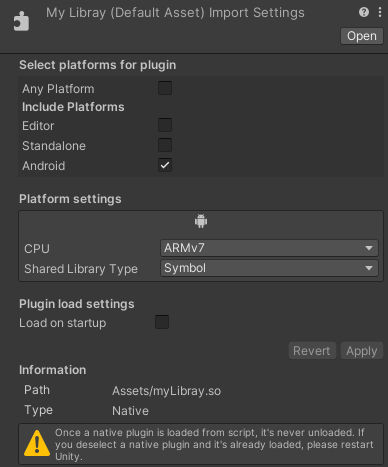 My Libray (Default Asset) Import Settings
Open
Select platforms for plugin
Any Platform
Include Platforms
Editor
Standalone
Android
Platform settings
CPU ARMv7
Shared Library Type Symbol
Plugin load settings
Load on startup
Revert Apply
Information
Path Assets/myLibray.so
Type Native
Once a native plugin is loaded from script, it's never unloaded. If
you deselect a native plugin and it's already loaded, please restart
Unity.